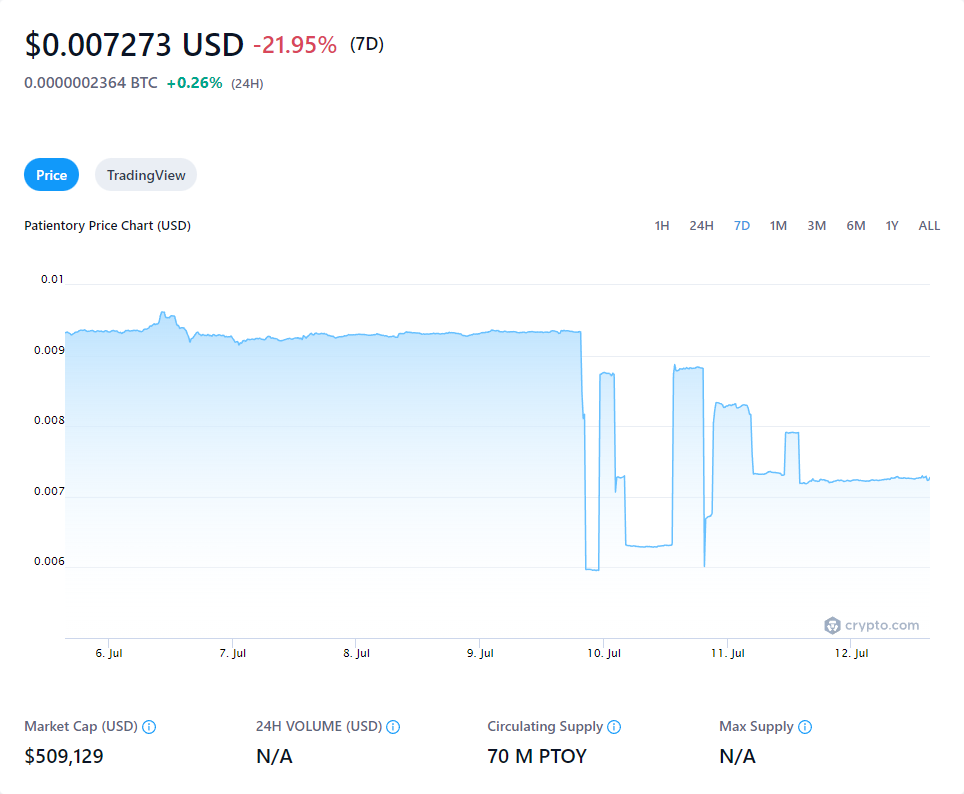 $0.007273 USD -21.95% (7D)
0.0000002364 BTC +0.26% (24H)
Price TradingView
Patientory Price Chart (USD) 1H 24H 7D 1M 3M 6M 1Y ALL
0.01
0.009
0.008
0.007
0.006
crypto.com
6. Jul 7. Jul 8. Jul 9. Jul 10. Jul 11. Jul 12. Jul
Market Cap (USD) 24H VOLUME (USD) Circulating Supply Max Supply
$509,129 N/A 70 M PTOY N/A